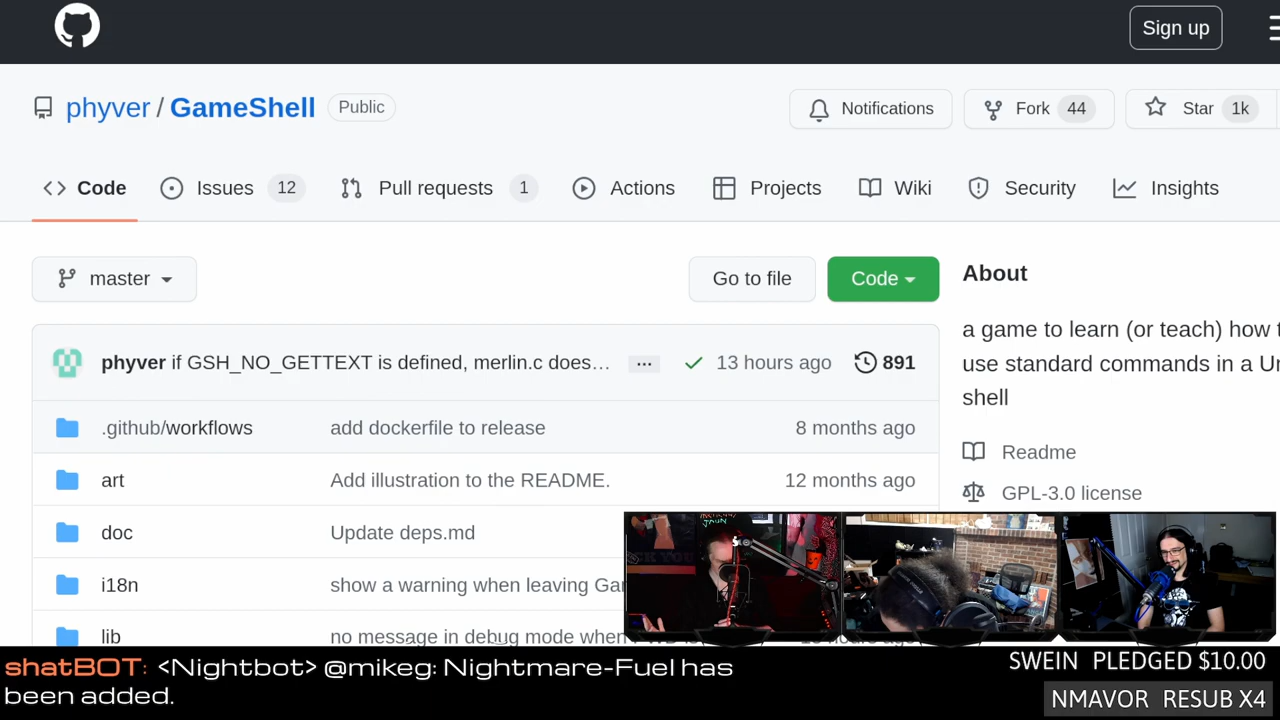 Sign up
phyver / GameShell Public
Notifications Fork 44 Star 1k
Code Issues 12 Pull requests 1 Actions Projects Wiki Security Insights
master Go to file Code
About
a game to learn (or teach) how
use standard commands in a
shell
phyver if GSH_NO_GETTEXT is defined, merlin.c does… ... 13 hours ago 891
.github/workflows add dockerfile to release 8 months ago
art Add illustration to the README. 12 months ago
doc Update deps.md
i18n show a warning when leaving
lib no message in debug mode when
Readme
GPL-3.0 license
shatBOT: <Nightbot> @mikeg: Nightmare-Fuel has
been added.
SWEIN PLEDGED $10.00
NMAVOR RESUB X4